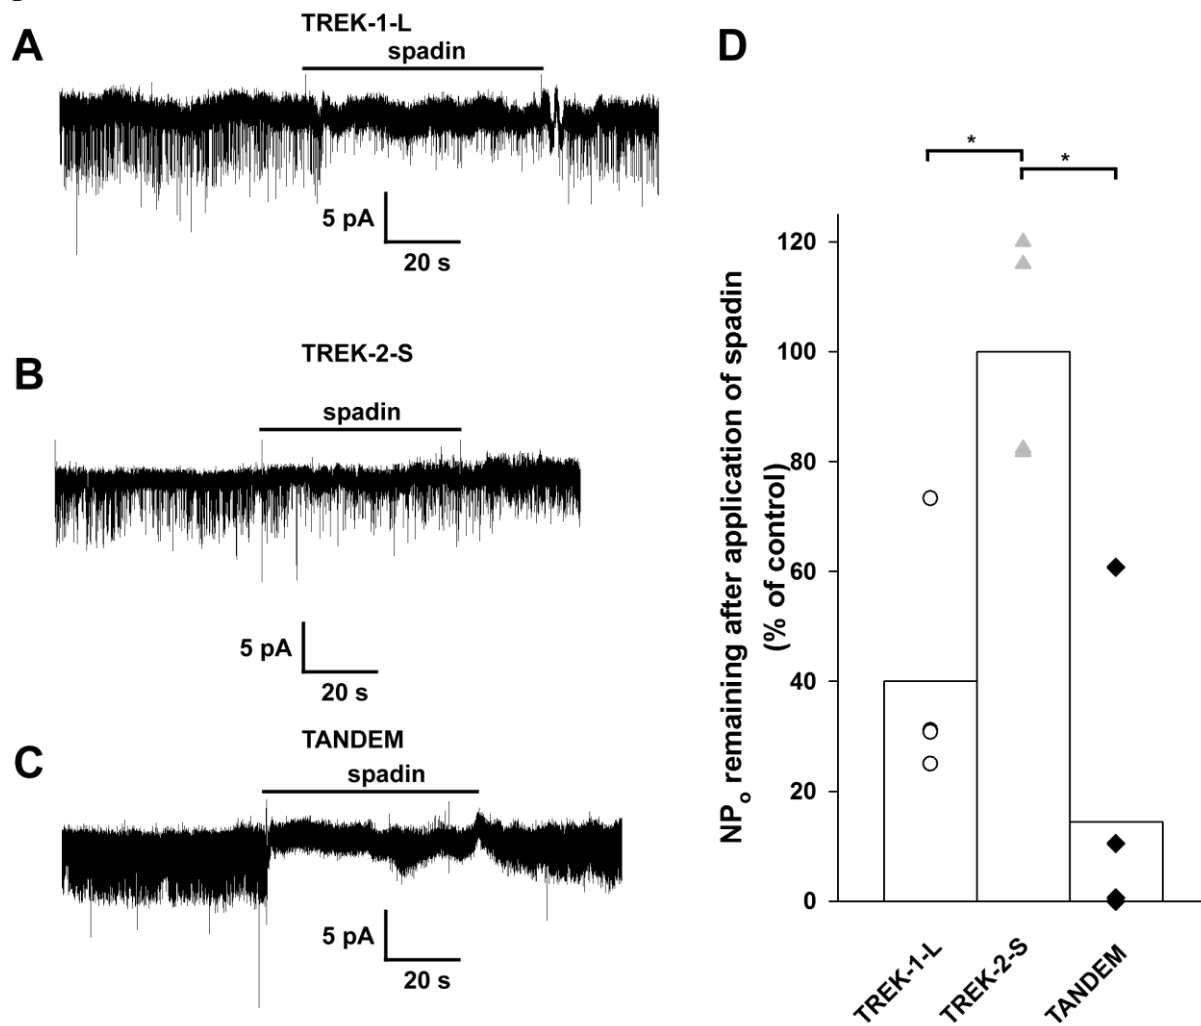 A
TREK-1-L
spadin
5 pA
20 s
B
TREK-2-S
spadin
5 pA
20 s
C
TANDEM
spadin
5 pA
20 s
D
*
*
NPo remaining after application of spadin
(% of control)
120
100
80
60
40
20
0
TREK-1-L
TREK-2-S
TANDEM